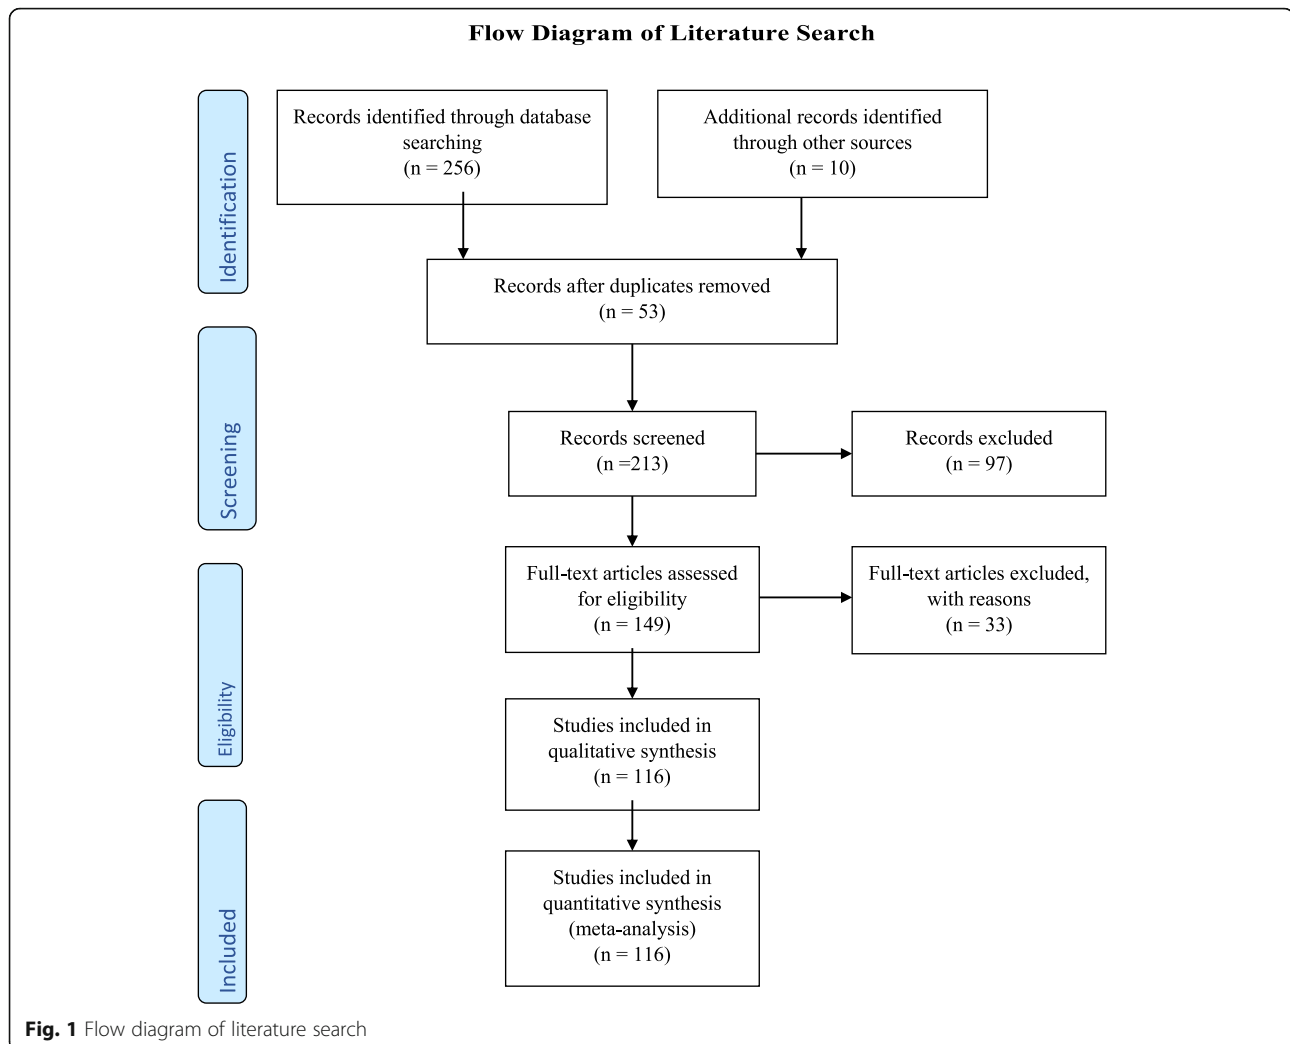 Flow Diagram of Literature Search
Identification
Records identified through database
searching
(n = 256)
Additional records identified
through other sources
(n = 10)
Records after duplicates removed
(n = 53)
Screening
Records screened
(n =213)
Records excluded
(n = 97)
Eligibility
Full-text articles assessed
for eligibility
(n = 149)
Full-text articles excluded,
with reasons
(n = 33)
Studies included in
qualitative synthesis
(n = 116)
Included
Studies included in
quantitative synthesis
(meta-analysis)
(n = 116)
Fig. 1 Flow diagram of literature search